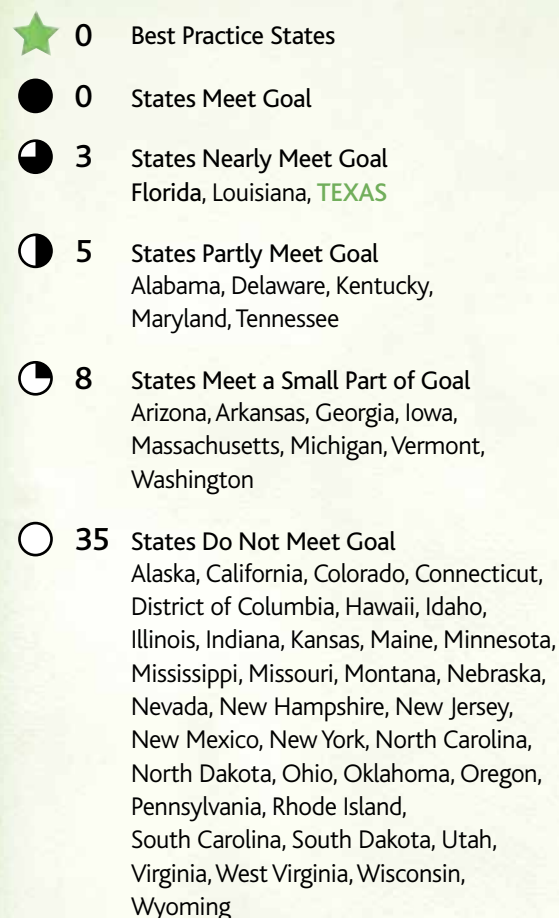 0 Best Practice States
0 States Meet Goal
3 States Nearly Meet Goal
Florida, Louisiana, TEXAS
5 States Partly Meet Goal
Alabama, Delaware, Kentucky,
Maryland, Tennessee
8 States Meet a Small Part of Goal
Arizona, Arkansas, Georgia, Iowa,
Massachusetts, Michigan, Vermont,
Washington
35 States Do Not Meet Goal
Alaska, California, Colorado, Connecticut,
District of Columbia, Hawaii, Idaho,
Illinois, Indiana, Kansas, Maine, Minnesota,
Mississippi, Missouri, Montana, Nebraska,
Nevada, New Hampshire, New Jersey,
New Mexico, New York, North Carolina,
North Dakota, Ohio, Oklahoma, Oregon,
Pennsylvania, Rhode Island,
South Carolina, South Dakota, Utah,
Virginia, West Virginia, Wisconsin,
Wyoming